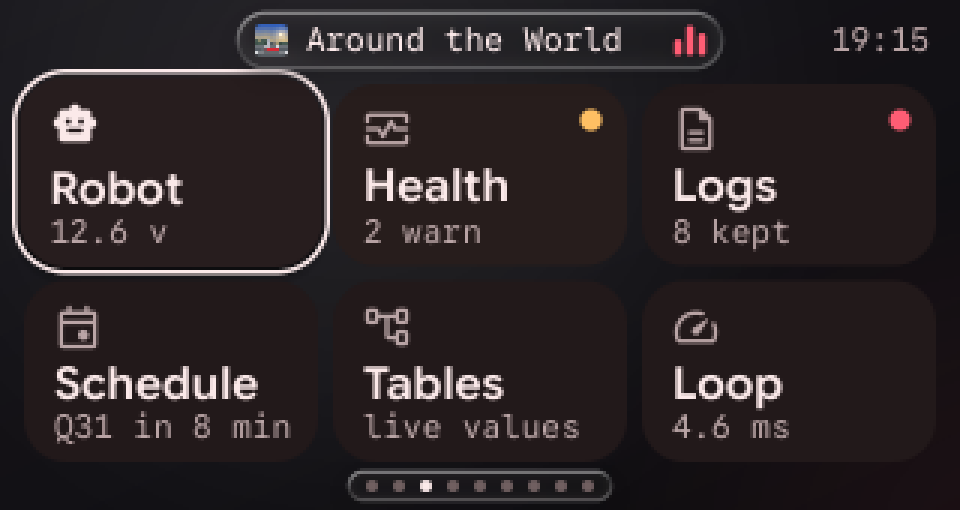 Around the World
19:15
Robot
12.6 v
Health
2 warn
Logs
8 kept
Schedule
Q31 in 8 min
Tables
live values
Loop
4.6 ms